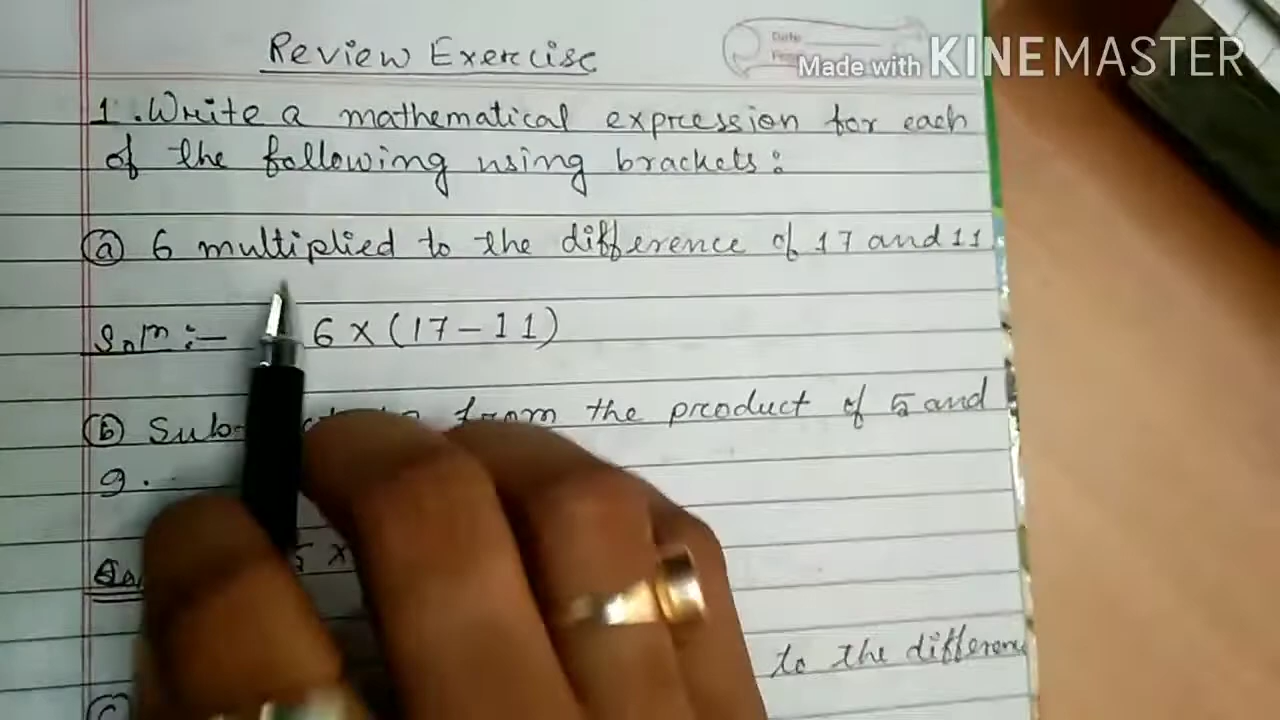 Review Exercise
Date
Made with KINEMASTER
1. Write a mathematical expression for each
of the following using brackets:
(a) 6 multiplied to the difference of 17 and 11
Soln :- 6 × (17 - 11)
(b) from the product of 5 and
9.
5 ×
to the
(c)